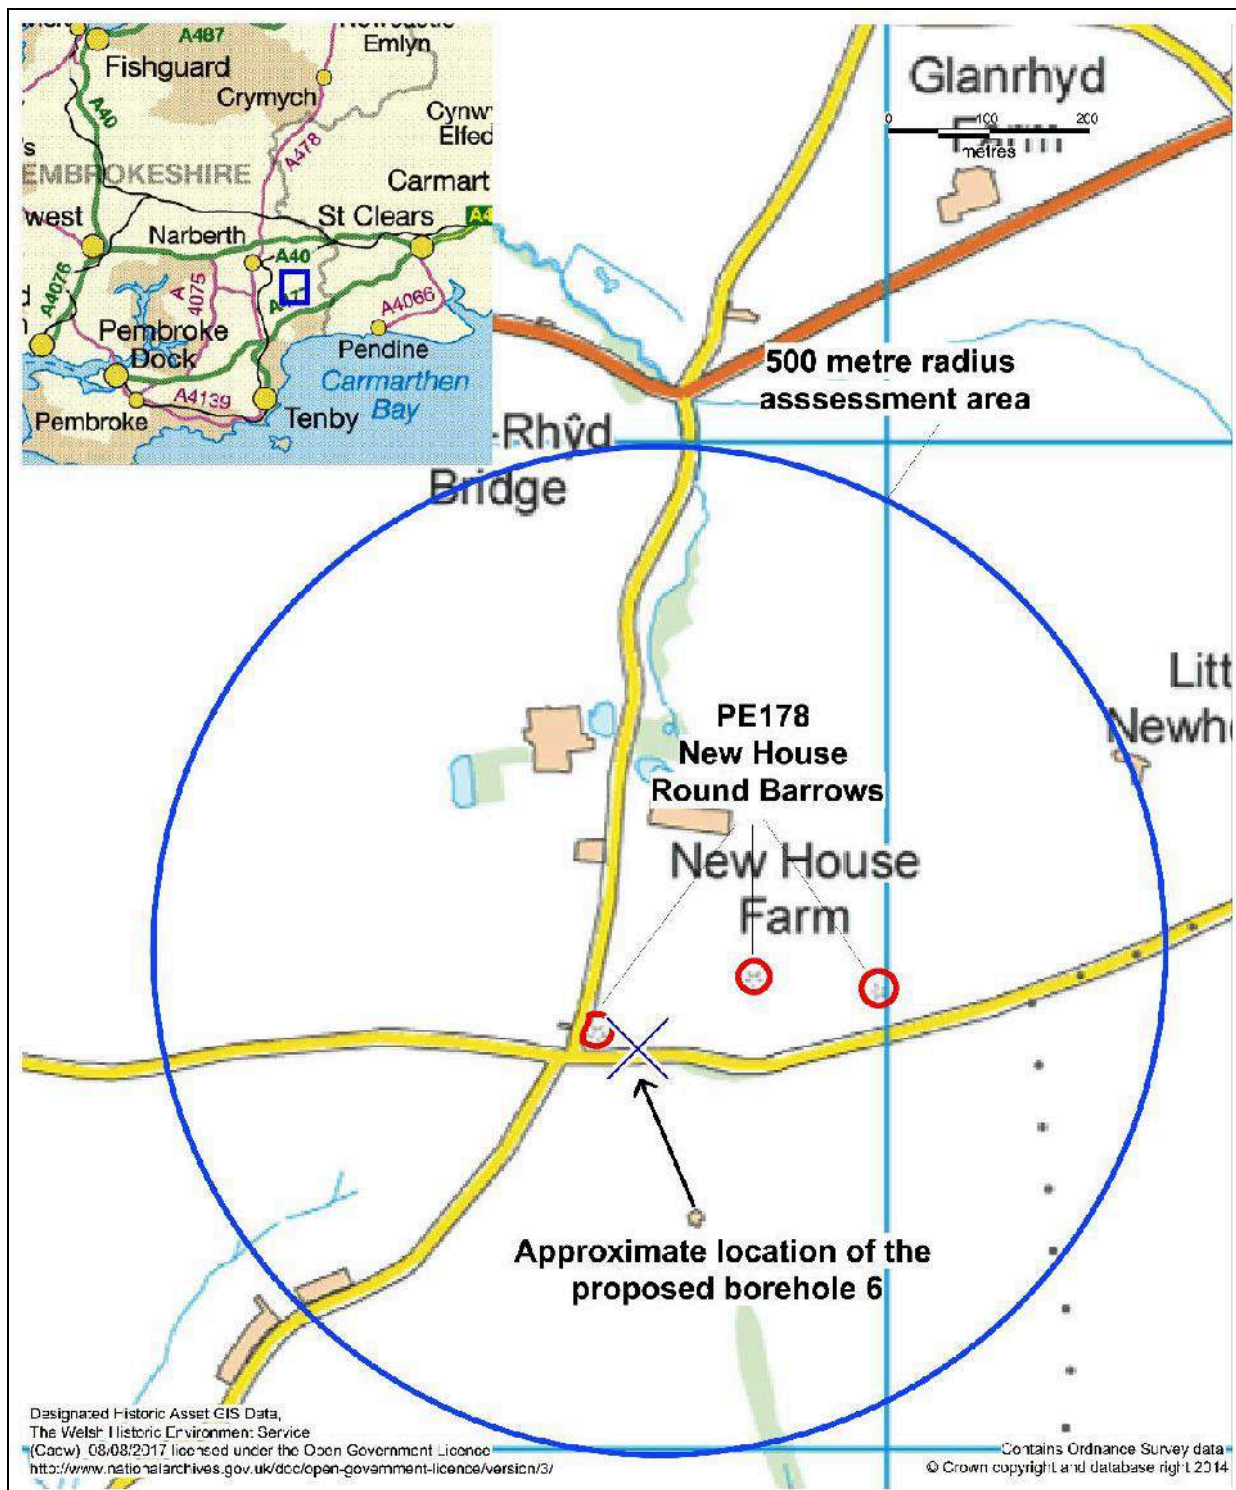 A487
Fishguard
Emlyn
Crymych
A40
A478
Cynw
Elfed
EMBROKESHIRE
Carmart
west
St Clears
A4
Narberth
A40
A4076
A
4075
A477
A4066
Pembroke
Dock
Pendine
A4139
Carmarthen
Bay
Pembroke
Tenby
Glanrhyd
0 100 200
metres
500 metre radius
asssessment area
-Rhŷd
Bridge
Litt
Newh
PE178
New House
Round Barrows
New House
Farm
Approximate location of the
proposed borehole 6
Designated Historic Asset GIS Data,
The Welsh Historic Environment Service
(Cadw), 08/08/2017 licensed under the Open Government Licence
http://www.nationalarchives.gov.uk/doc/open-government-licence/version/3/
Contains Ordnance Survey data
© Crown copyright and database right 2014